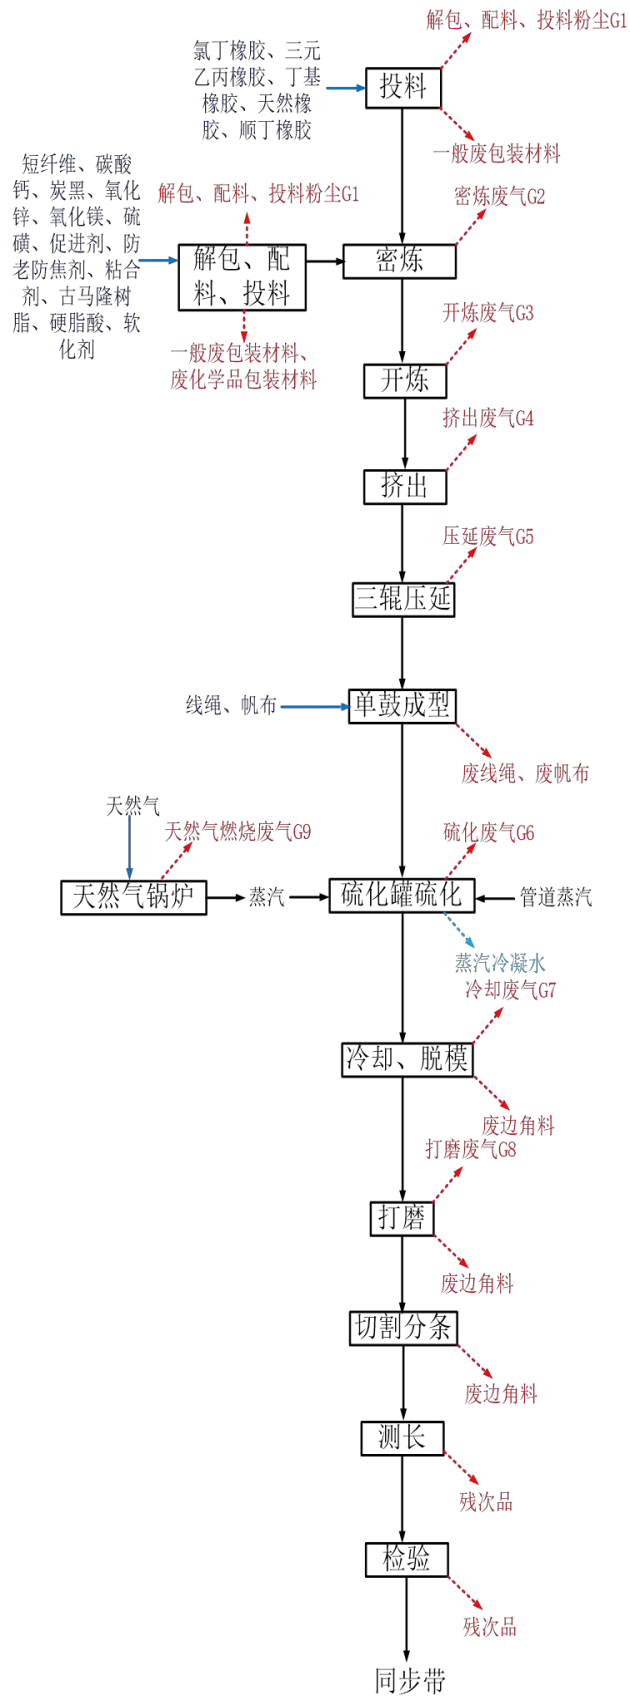 解包、配料、投料粉尘G1
氯丁橡胶、三元
乙丙橡胶、丁基
橡胶、天然橡
胶、顺丁橡胶
投料
一般废包装材料
短纤维、碳酸
钙、炭黑、氧化
锌、氧化镁、硫
磺、促进剂、防
老防焦剂、粘合
剂、古马隆树
脂、硬脂酸、软
化剂
解包、配料、投料粉尘G1
密炼废气G2
解包、配
料、投料
密炼
一般废包装材料、
废化学品包装材料
开炼废气G3
开炼
挤出废气G4
挤出
压延废气G5
三辊压延
线绳、帆布
单鼓成型
废线绳、废帆布
天然气
天然气燃烧废气G9
硫化废气G6
天然气锅炉
蒸汽
硫化罐硫化
管道蒸汽
蒸汽冷凝水
冷却废气G7
冷却、脱模
废边角料
打磨废气G8
打磨
废边角料
切割分条
废边角料
测长
残次品
检验
残次品
同步带